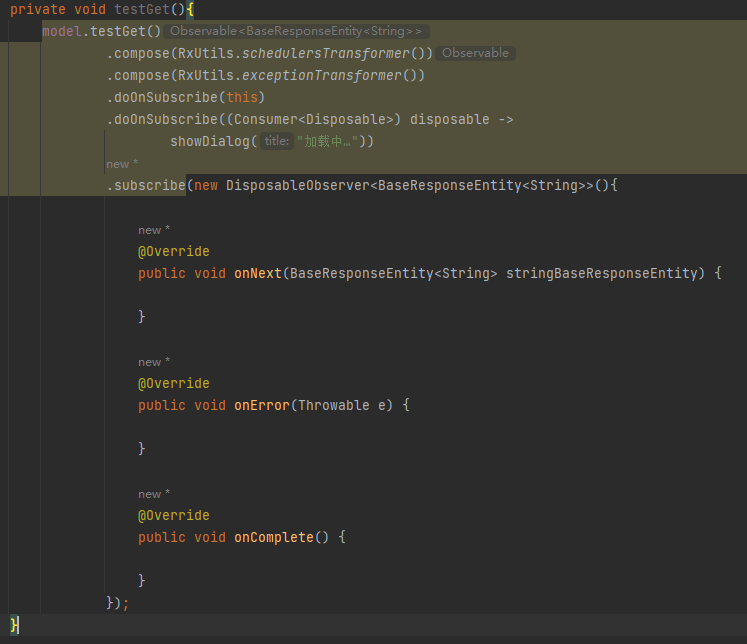 private void testGet(){
model.testGet() Observable<BaseResponseEntity<String>>
.compose(RxUtils.schedulersTransformer()) Observable
.compose(RxUtils.exceptionTransformer())
.doOnSubscribe(this)
.doOnSubscribe((Consumer<Disposable>) disposable ->
showDialog( title: "加载中…"))
new *
.subscribe(new DisposableObserver<BaseResponseEntity<String>>(){
new *
@Override
public void onNext(BaseResponseEntity<String> stringBaseResponseEntity) {
}
new *
@Override
public void onError(Throwable e) {
}
new *
@Override
public void onComplete() {
}
});
}